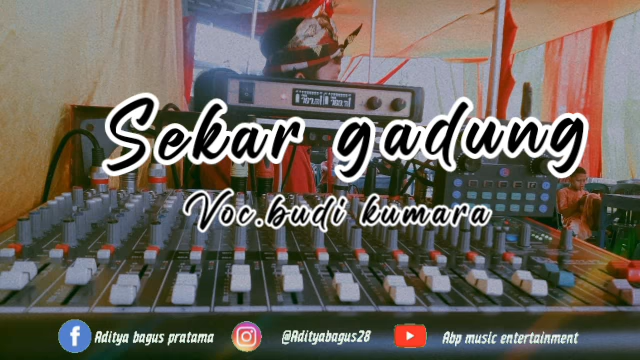 Sekar gadung
Voc.budi kumara
Aditya bagus pratama @Adityabagus28 Abp music entertainment